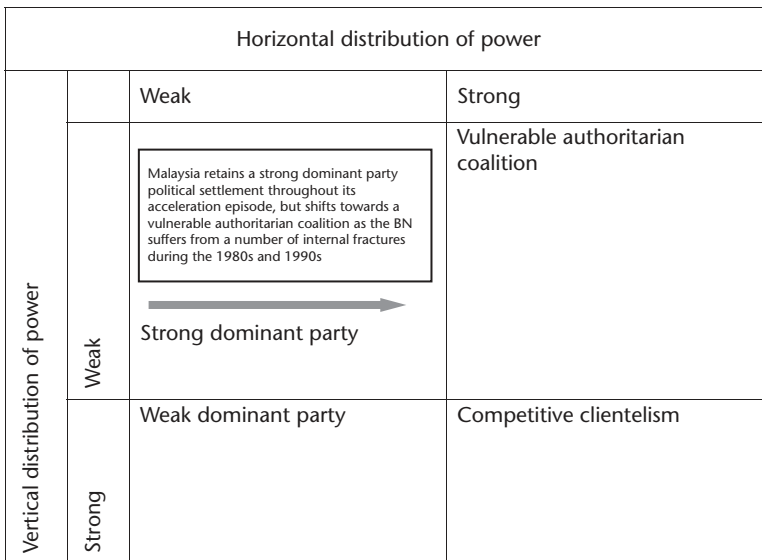 Horizontal distribution of power
Weak
Strong
Vertical distribution of power
Weak
Malaysia retains a strong dominant party
political settlement throughout its
acceleration episode, but shifts towards a
vulnerable authoritarian coalition as the BN
suffers from a number of internal fractures
during the 1980s and 1990s
Strong dominant party
Vulnerable authoritarian
coalition
Strong
Weak dominant party
Competitive clientelism